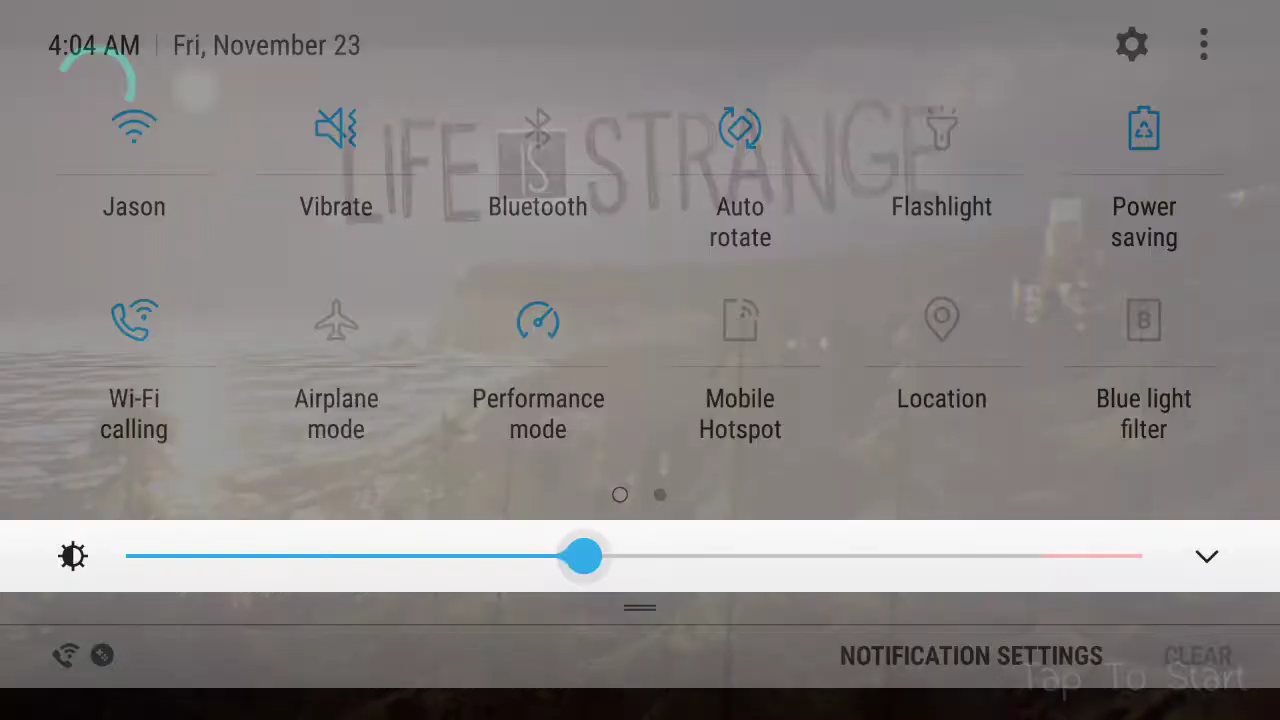 4:04 AM | Fri, November 23
LIFE IS STRANGE
Jason
Vibrate
Bluetooth
Auto
rotate
Flashlight
Power
saving
Wi-Fi
calling
Airplane
mode
Performance
mode
Mobile
Hotspot
Location
Blue light
filter
NOTIFICATION SETTINGS
CLEAR
Tap To Start